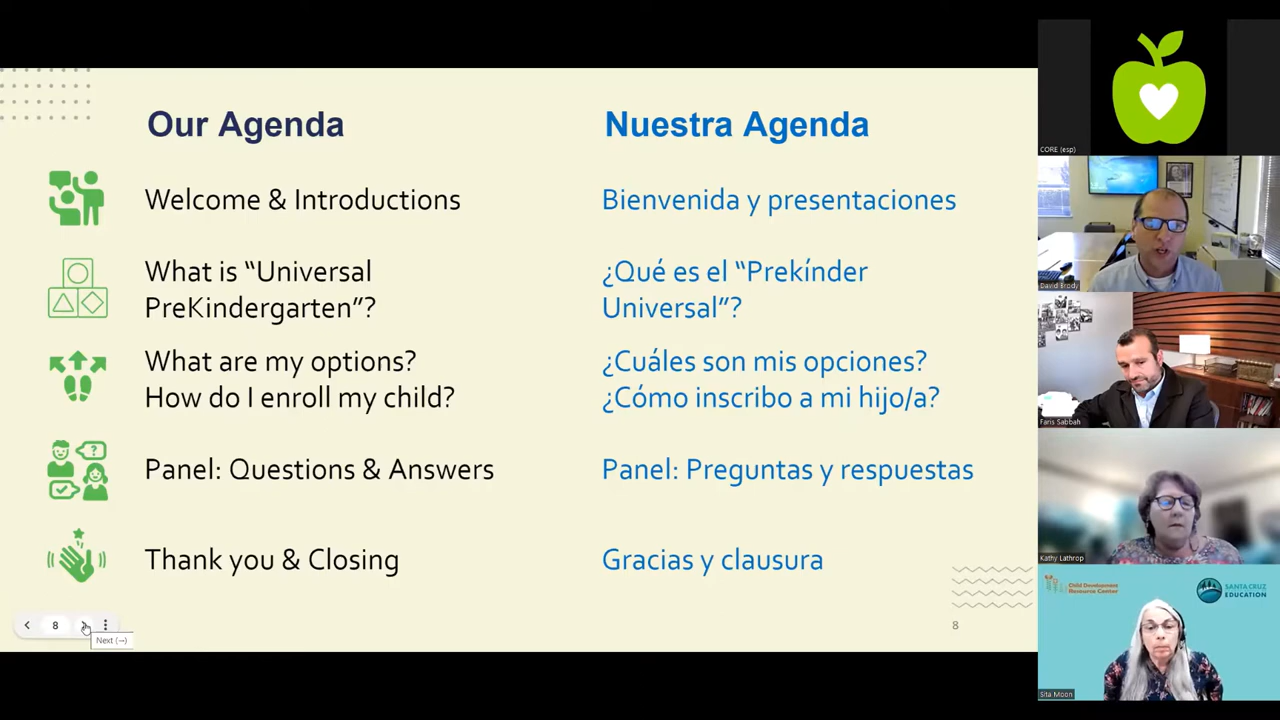 Our Agenda
Nuestra Agenda
Welcome & Introductions
Bienvenida y presentaciones
What is “Universal
PreKindergarten”?
¿Qué es el “Prekínder
Universal”?
What are my options?
How do I enroll my child?
¿Cuáles son mis opciones?
¿Cómo inscribo a mi hijo/a?
Panel: Questions & Answers
Panel: Preguntas y respuestas
Thank you & Closing
Gracias y clausura
8
Next (→)
8
CORE (esp)
David Brody
Faris Sabbah
Kathy Lathrop
Child Development
Resource Center
SANTA CRUZ
EDUCATION
Sita Moon